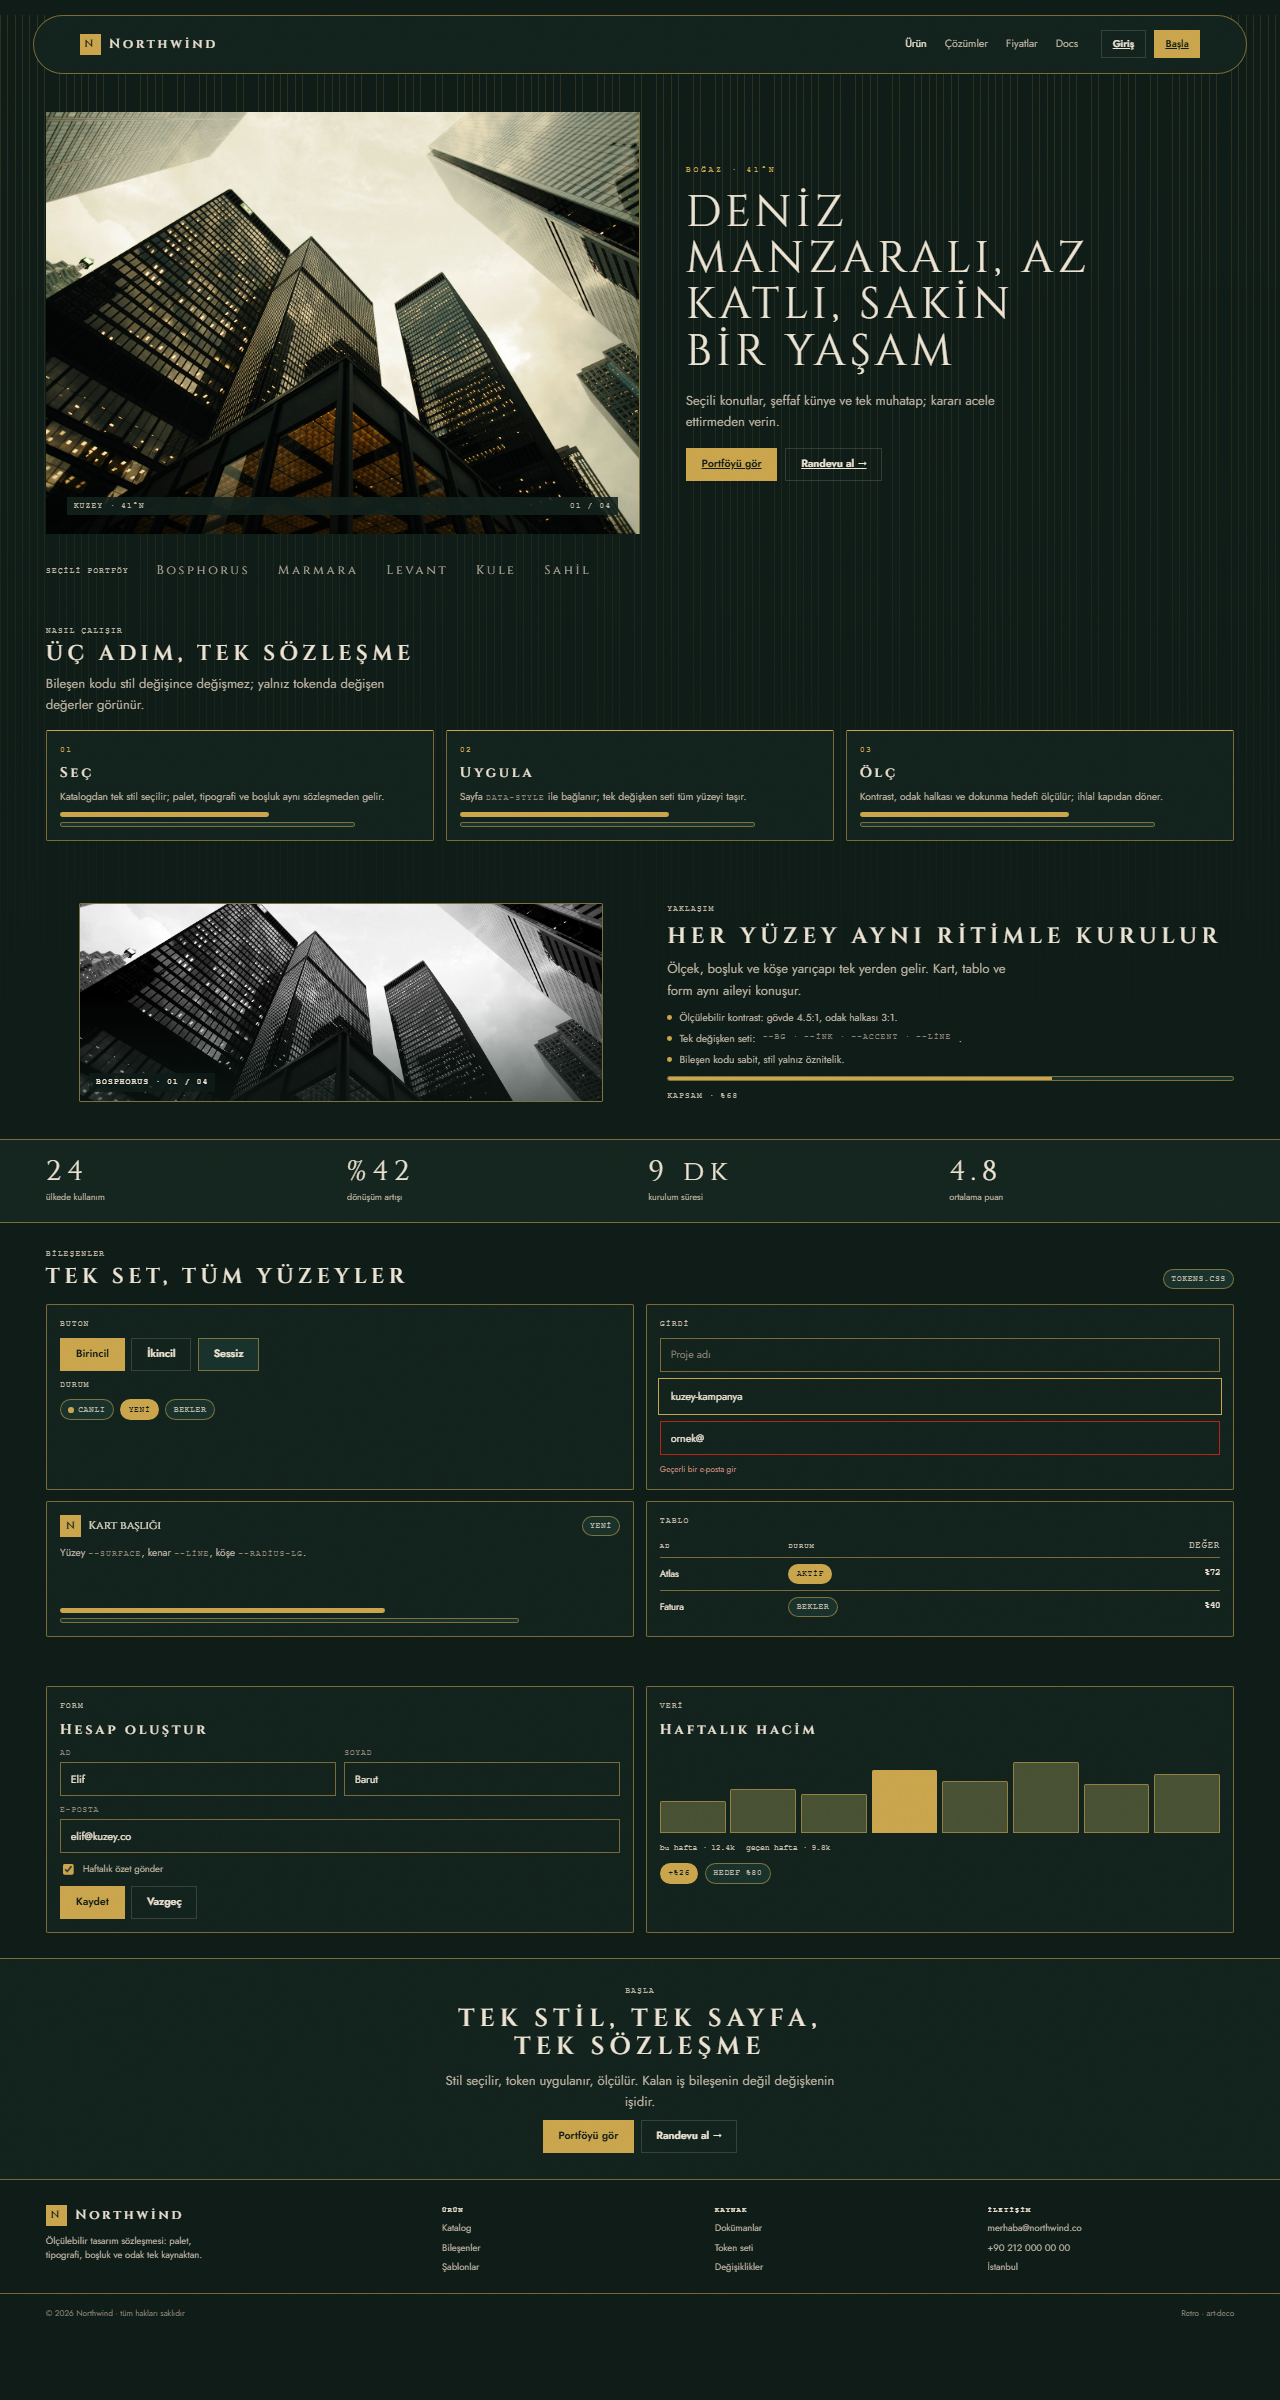 N Northwind
Ürün Çözümler Fiyatlar Docs Giriş Başla
BOĞAZ · 41°N
DENİZ
MANZARALI, AZ
KATLI, SAKİN
BİR YAŞAM
Seçili konutlar, şeffaf künye ve tek muhatap; kararı acele
ettirmeden verin.
Portföyü gör Randevu al →
KUZEY · 41°N 01 / 04
SEÇİLİ PORTFÖY Bosphorus Marmara Levant Kule Sahil
NASIL ÇALIŞIR
ÜÇ ADIM, TEK SÖZLEŞME
Bileşen kodu stil değişince değişmez; yalnız tokenda değişen
değerler görünür.
01
Seç
Katalogdan tek stil seçilir; palet, tipografi ve boşluk aynı sözleşmeden gelir.
02
Uygula
Sayfa DATA-STYLE ile bağlanır; tek değişken seti tüm yüzeyi taşır.
03
Ölç
Kontrast, odak halkası ve dokunma hedefi ölçülür; ihlal kapıdan döner.
BOSPHORUS · 01 / 04
YAKLAŞIM
HER YÜZEY AYNI RİTİMLE KURULUR
Ölçek, boşluk ve köşe yarıçapı tek yerden gelir. Kart, tablo ve
form aynı aileyi konuşur.
Ölçülebilir kontrast: gövde 4.5:1, odak halkası 3:1.
Tek değişken seti: --BG · --İNK · --ACCENT · --LİNE .
Bileşen kodu sabit, stil yalnız öznitelik.
KAPSAM · %68
24
ülkede kullanım
%42
dönüşüm artışı
9 DK
kurulum süresi
4.8
ortalama puan
BİLEŞENLER
TEK SET, TÜM YÜZEYLER
TOKENS.CSS
BUTON
Birincil İkincil Sessiz
DURUM
CANLI YENİ BEKLER
GİRDİ
Proje adı
kuzey-kampanya
ornek@
Geçerli bir e-posta gir
N Kart başlığı YENİ
Yüzey --SURFACE, kenar --LİNE, köşe --RADİUS-LG.
TABLO
AD DURUM DEĞER
Atlas AKTİF %72
Fatura BEKLER %40
FORM
Hesap oluştur
AD SOYAD
Elif Barut
E-POSTA
elif@kuzey.co
Haftalık özet gönder
Kaydet Vazgeç
VERİ
Haftalık hacim
bu hafta · 12.4k geçen hafta · 9.8k
+%26 HEDEF %80
BAŞLA
TEK STİL, TEK SAYFA,
TEK SÖZLEŞME
Stil seçilir, token uygulanır, ölçülür. Kalan iş bileşenin değil değişkenin
işidir.
Portföyü gör Randevu al →
N Northwind
Ölçülebilir tasarım sözleşmesi: palet,
tipografi, boşluk ve odak tek kaynaktan.
ÜRÜN
Katalog
Bileşenler
Şablonlar
KAYNAK
Dokümanlar
Token seti
Değişiklikler
İLETİŞİM
merhaba@northwind.co
+90 212 000 00 00
İstanbul
© 2026 Northwind · tüm hakları saklıdır
Retro · art-deco